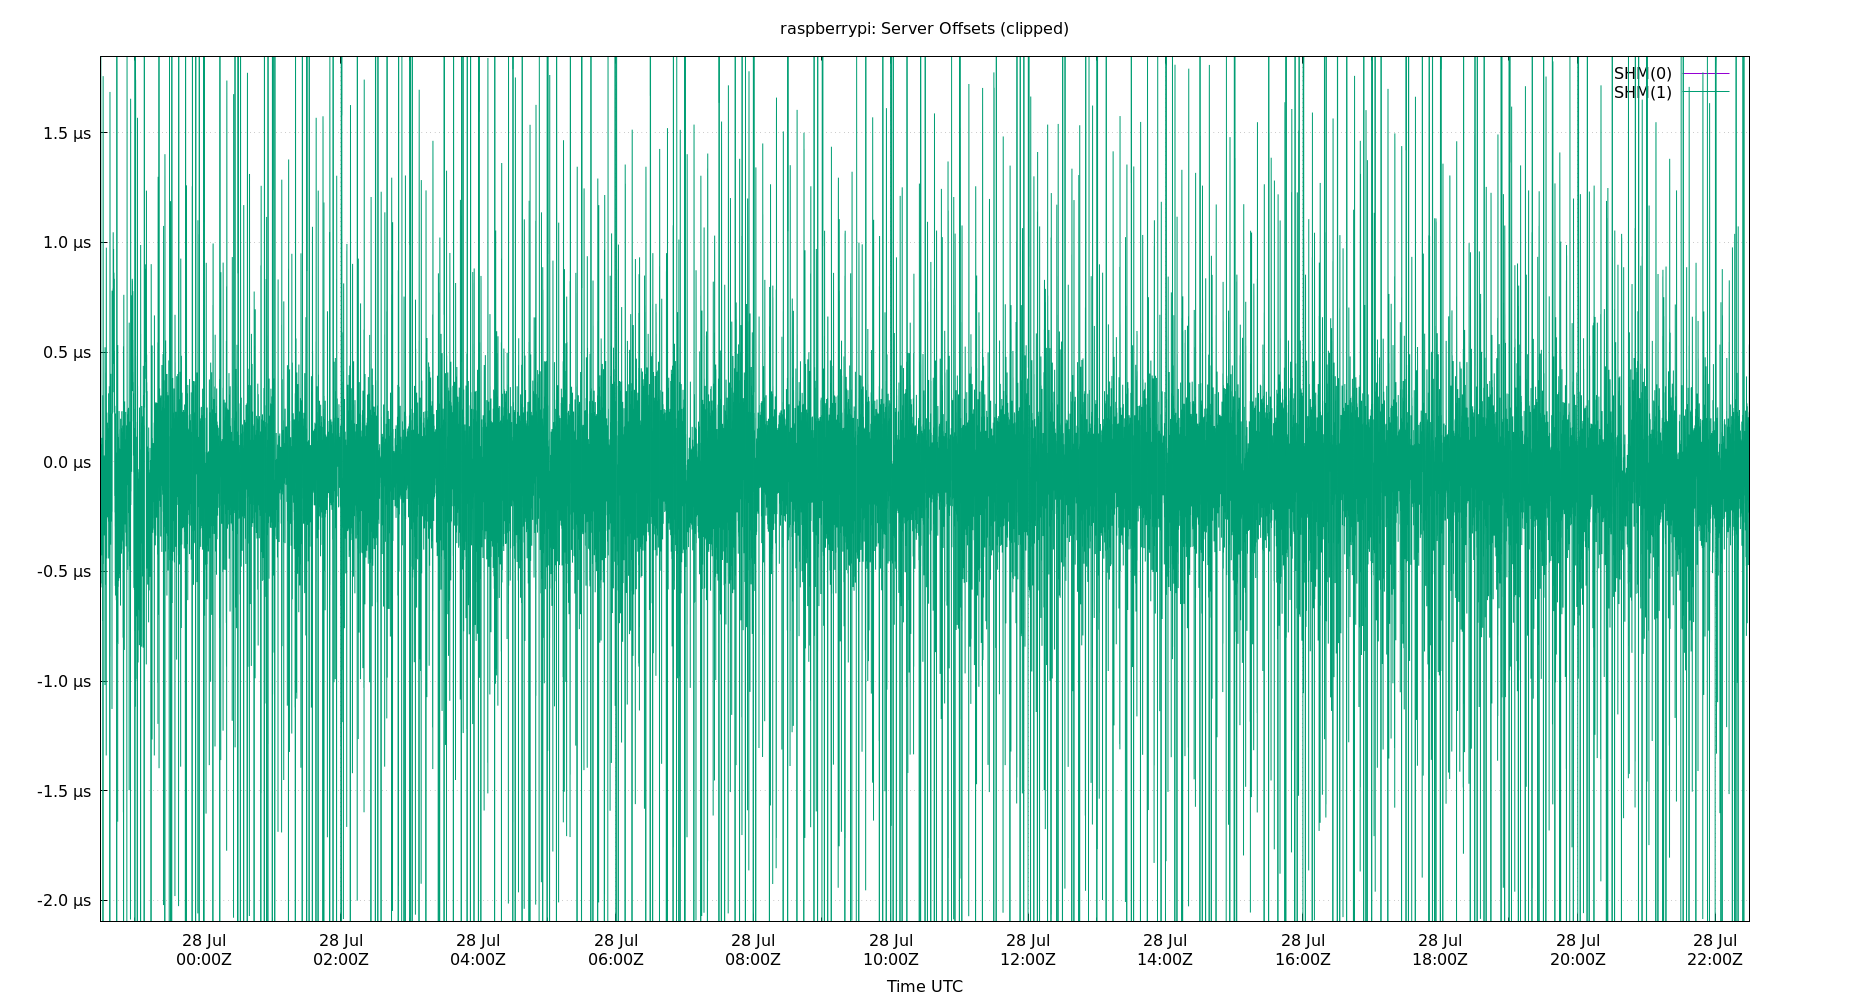 raspberrypi: Server Offsets (clipped)
SHM(0)
SHM(1)
1.5 µs
1.0 µs
0.5 µs
0.0 µs
-0.5 µs
-1.0 µs
-1.5 µs
-2.0 µs
28 Jul 28 Jul 28 Jul 28 Jul 28 Jul 28 Jul 28 Jul 28 Jul 28 Jul 28 Jul 28 Jul 28 Jul
00:00Z 02:00Z 04:00Z 06:00Z 08:00Z 10:00Z 12:00Z 14:00Z 16:00Z 18:00Z 20:00Z 22:00Z
Time UTC